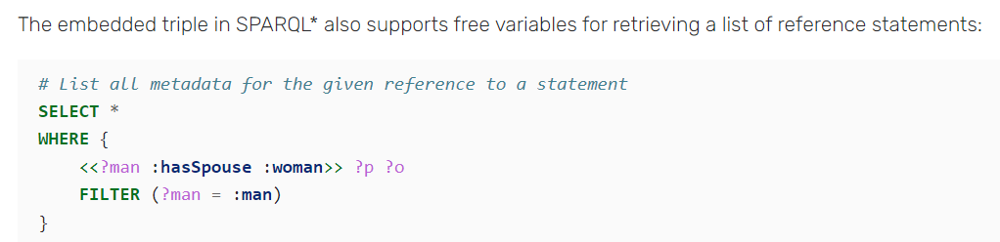 The embedded triple in SPARQL* also supports free variables for retrieving a list of reference statements:
# List all metadata for the given reference to a statement
SELECT *
WHERE {
    <<?man :hasSpouse :woman>> ?p ?o
    FILTER (?man = :man)
}